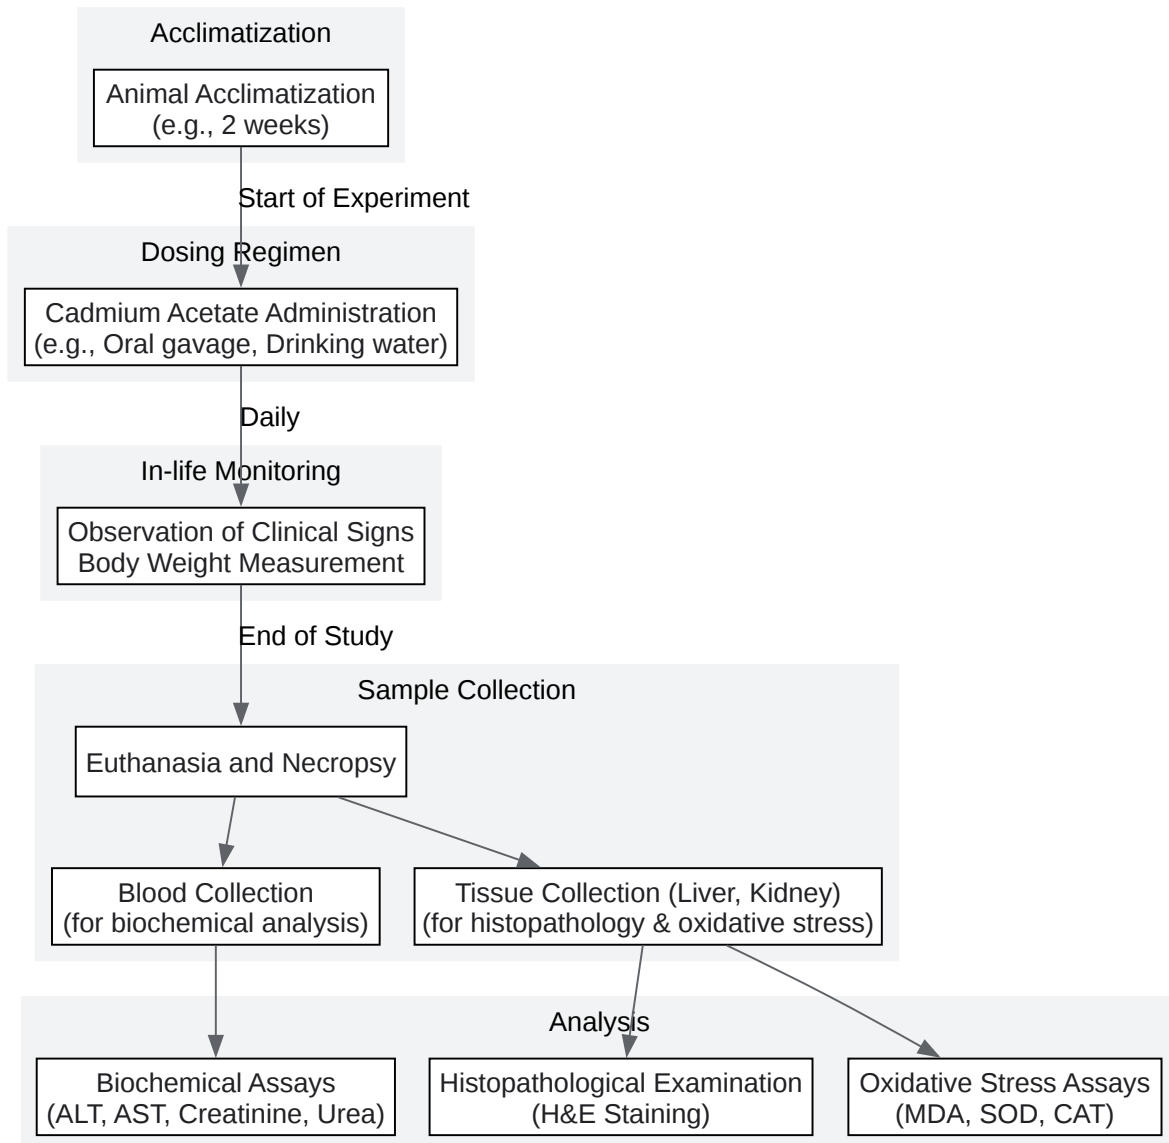 Acclimatization
Animal Acclimatization
(e.g., 2 weeks)
Start of Experiment
Dosing Regimen
Cadmium Acetate Administration
(e.g., Oral gavage, Drinking water)
Daily
In-life Monitoring
Observation of Clinical Signs
Body Weight Measurement
End of Study
Sample Collection
Euthanasia and Necropsy
Blood Collection
(for biochemical analysis)
Tissue Collection (Liver, Kidney)
(for histopathology & oxidative stress)
Analysis
Biochemical Assays
(ALT, AST, Creatinine, Urea)
Histopathological Examination
(H&E Staining)
Oxidative Stress Assays
(MDA, SOD, CAT)